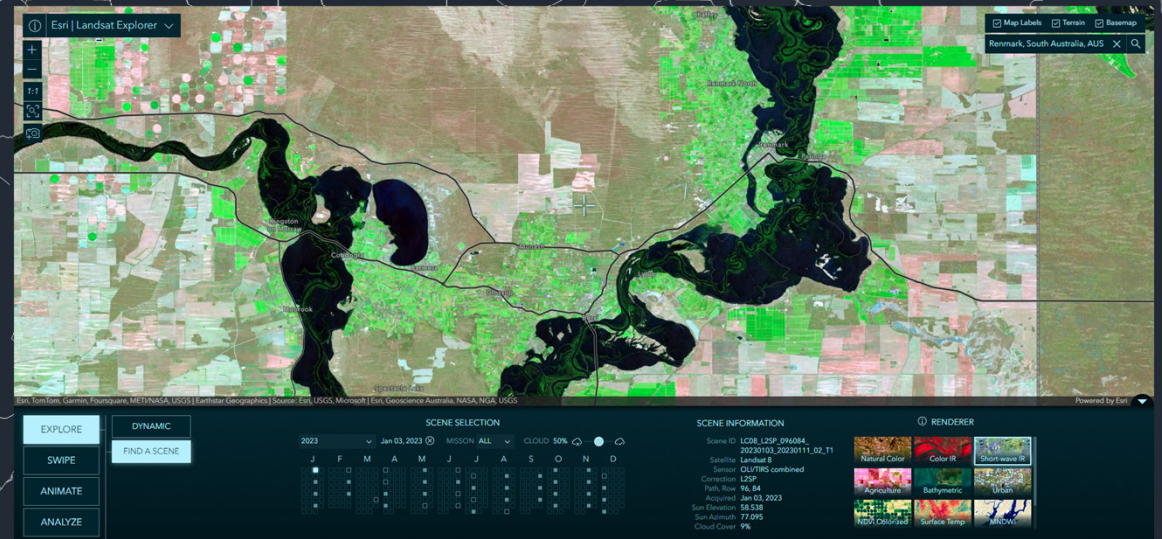 Esri | Landsat Explorer
Map Labels Terrain Basemap
Renmark, South Australia, AUS
1:1
Renmark North
Renmark
Kingston
Monash
Esri, TomTom, Garmin, Foursquare, METI/NASA, USGS | Earthstar Geographics | Source: Esri, USGS, Microsoft | Esri, Geoscience Australia, NASA, NGA, USGS
Powered by Esri
EXPLORE
SWIPE
ANIMATE
ANALYZE
DYNAMIC
FIND A SCENE
SCENE SELECTION
2023 Jan 03, 2023 MISSON ALL CLOUD 50%
J F M A M J J A S O N D
SCENE INFORMATION
Scene ID LC08_L2SP_096084_
20230103_20230111_02_T1
Satellite Landsat 8
Sensor OLI/TIRS combined
Correction L2SP
Path, Row 96, 84
Acquired Jan 03, 2023
Sun Elevation 58.538
Sun Azimuth 77.095
Cloud Cover 9%
RENDERER
Natural Color Color IR Short-wave IR
Agriculture Bathymetric Urban
NDVI Colorized Surface Temp MNDWI